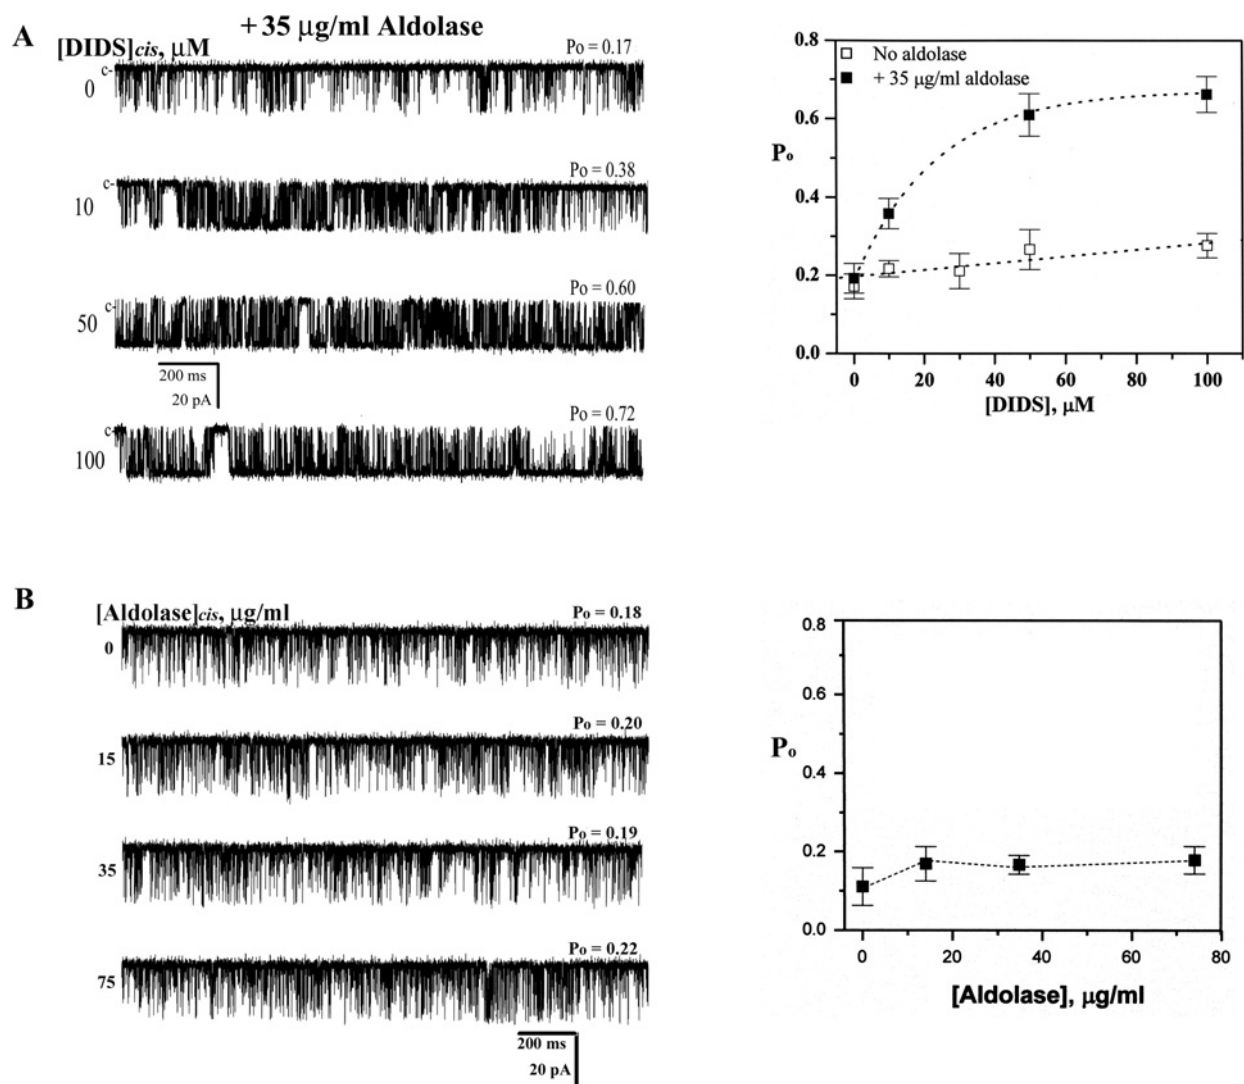 A
+ 35 μg/ml Aldolase
[DIDS]cis, μM
Po = 0.17
c-
0
Po = 0.38
c-
10
Po = 0.60
c-
50
200 ms
20 pA
Po = 0.72
c-
100
0.8
0.6
Po
0.4
0.2
0.0
No aldolase
+ 35 μg/ml aldolase
0 20 40 60 80 100
[DIDS], μM
B
[Aldolase]cis, μg/ml
Po = 0.18
0
Po = 0.20
15
Po = 0.19
35
Po = 0.22
75
200 ms
20 pA
0.8
0.6
Po
0.4
0.2
0.0
0 20 40 60 80
[Aldolase], μg/ml